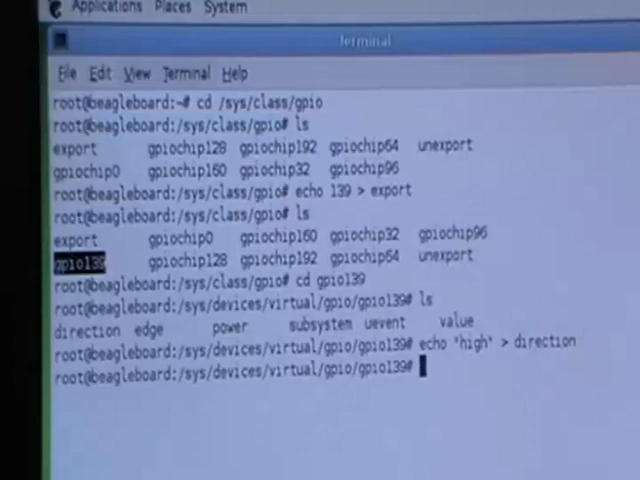 Applications Places System
Terminal
File Edit View Terminal Help
root@beagleboard:~# cd /sys/class/gpio
root@beagleboard:/sys/class/gpio# ls
export gpiochip128 gpiochip192 gpiochip64 unexport
gpiochip0 gpiochip160 gpiochip32 gpiochip96
root@beagleboard:/sys/class/gpio# echo 139 > export
root@beagleboard:/sys/class/gpio# ls
export gpiochip0 gpiochip160 gpiochip32 gpiochip96
gpio139 gpiochip128 gpiochip192 gpiochip64 unexport
root@beagleboard:/sys/class/gpio# cd gpio139
root@beagleboard:/sys/devices/virtual/gpio/gpio139# ls
direction edge power subsystem uevent value
root@beagleboard:/sys/devices/virtual/gpio/gpio139# echo "high" > direction
root@beagleboard:/sys/devices/virtual/gpio/gpio139#